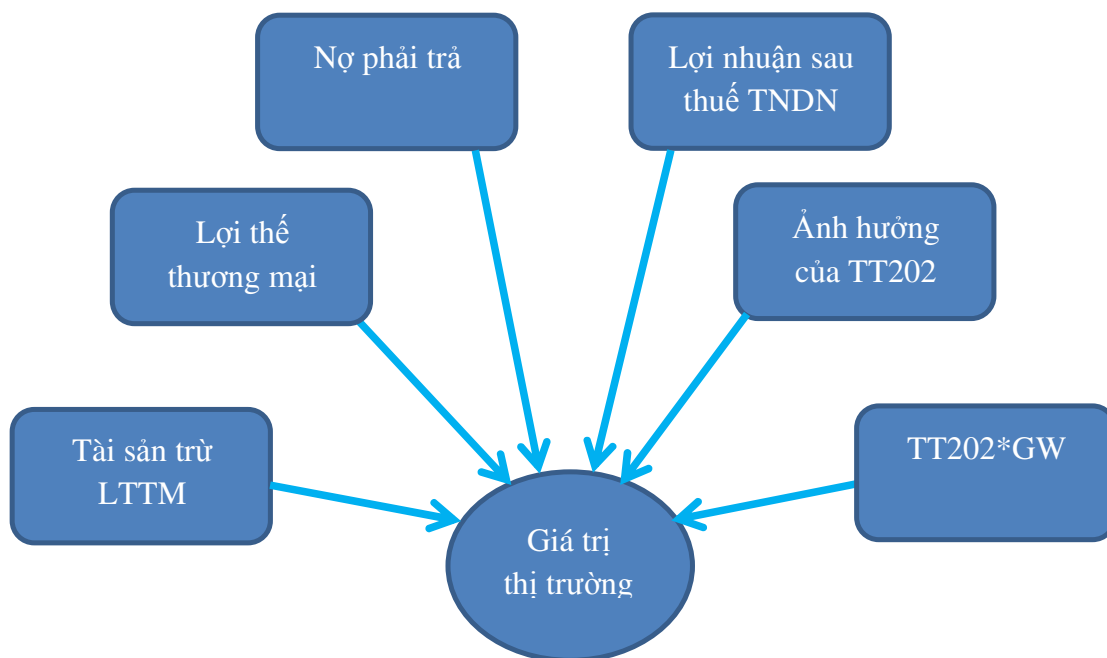 Nợ phải trả
Lợi nhuận sau
thuế TNDN
Lợi thế
thương mại
Ảnh hưởng
của TT202
Tài sản trừ
LTTM
TT202*GW
Giá trị
thị trường